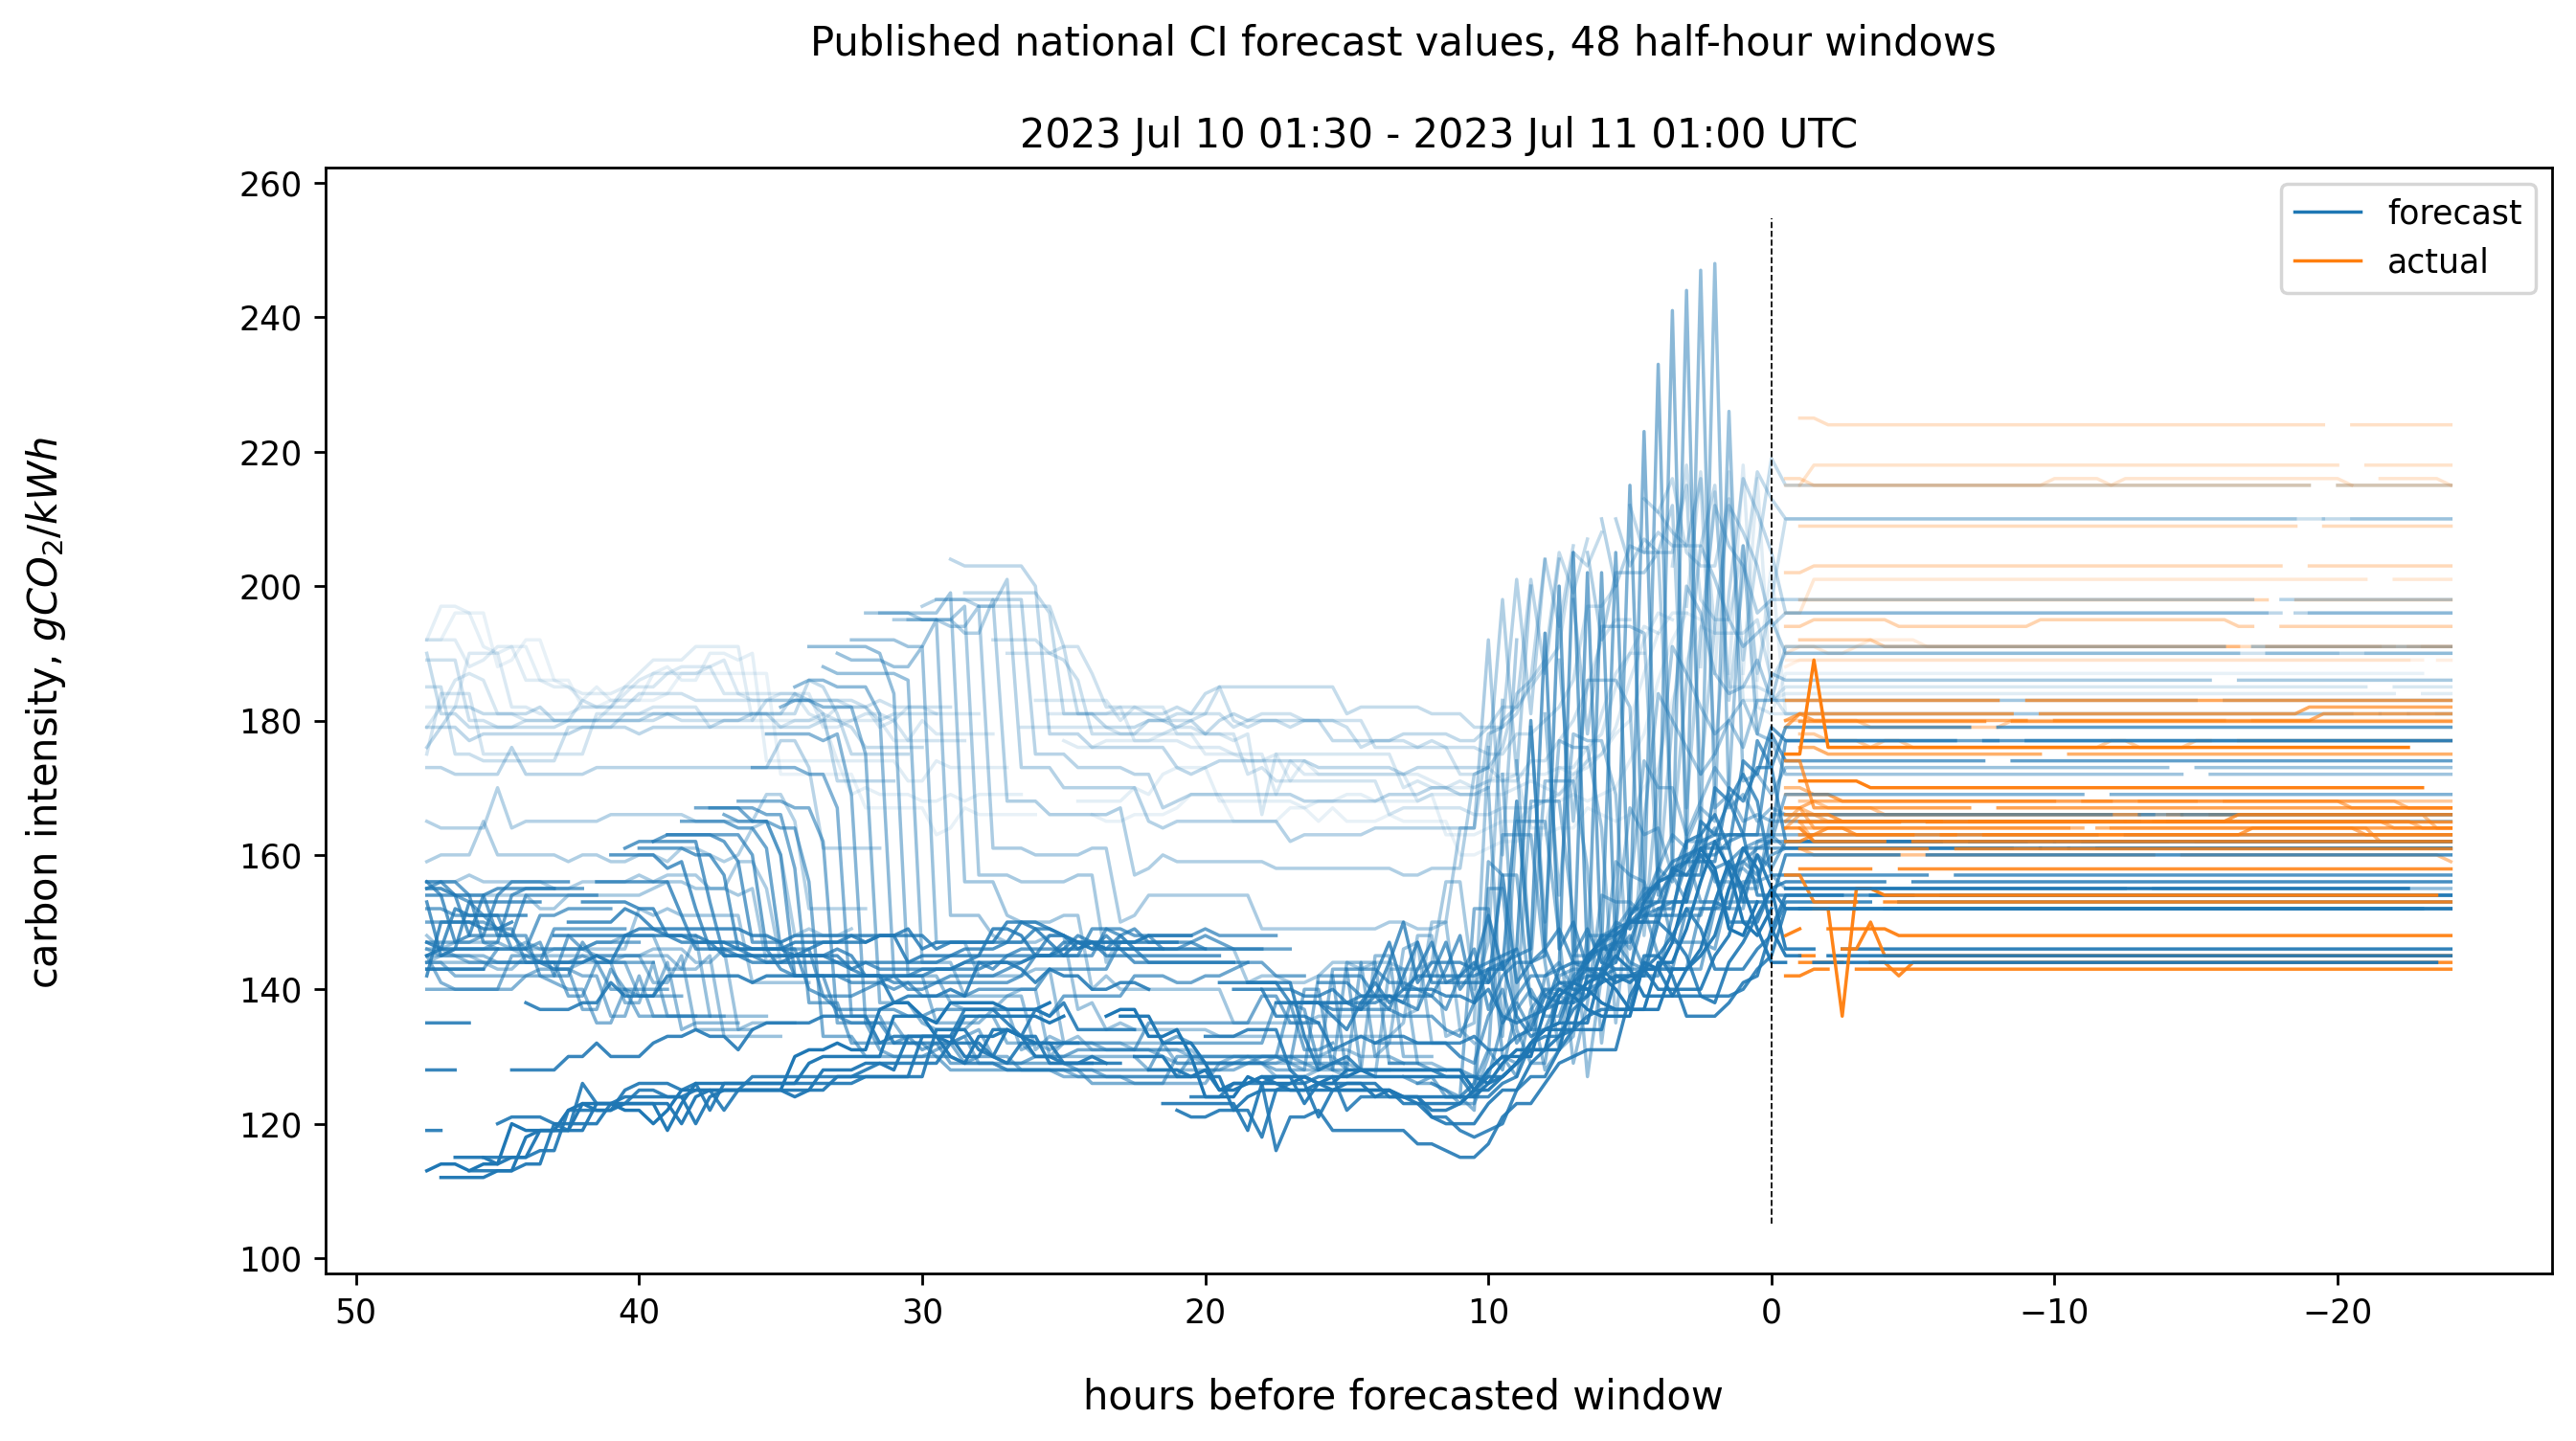 Published national CI forecast values, 48 half-hour windows
2023 Jul 10 01:30 - 2023 Jul 11 01:00 UTC
260
240
220
200
180
160
140
120
100
carbon intensity, gCO₂/kWh
forecast
actual
50 40 30 20 10 0 −10 −20
hours before forecasted window